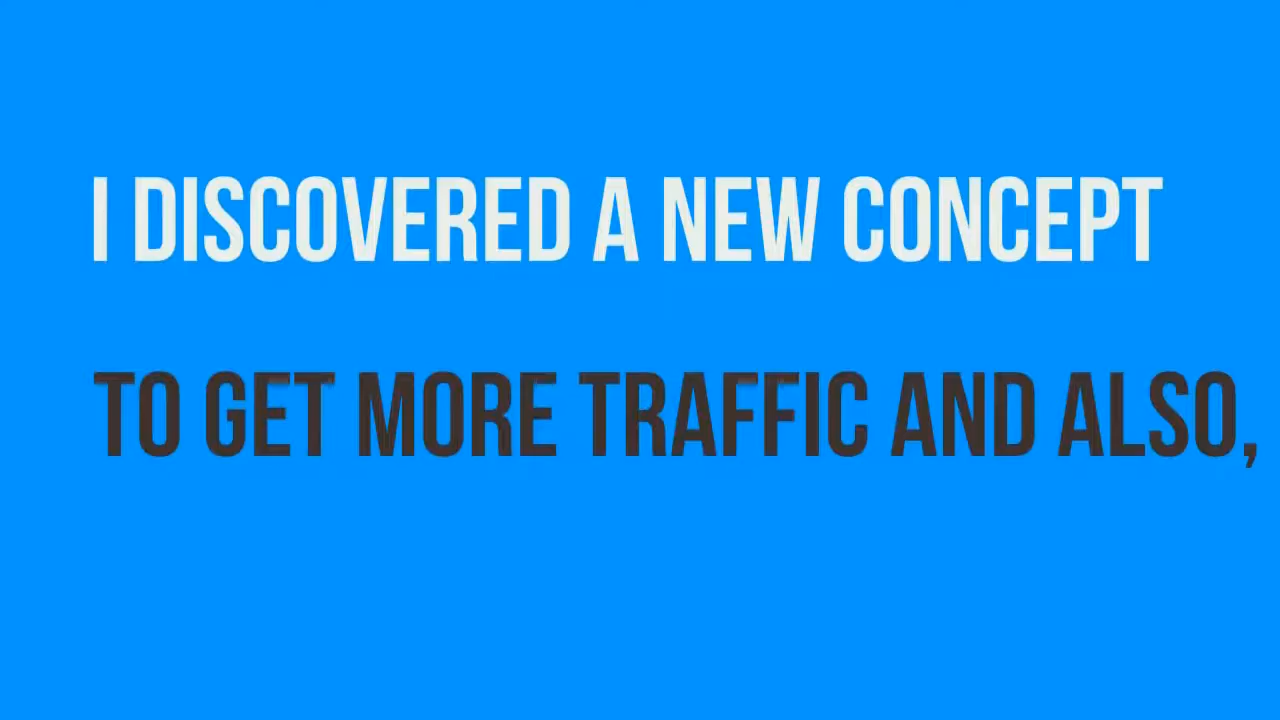 I DISCOVERED A NEW CONCEPT
TO GET MORE TRAFFIC AND ALSO,